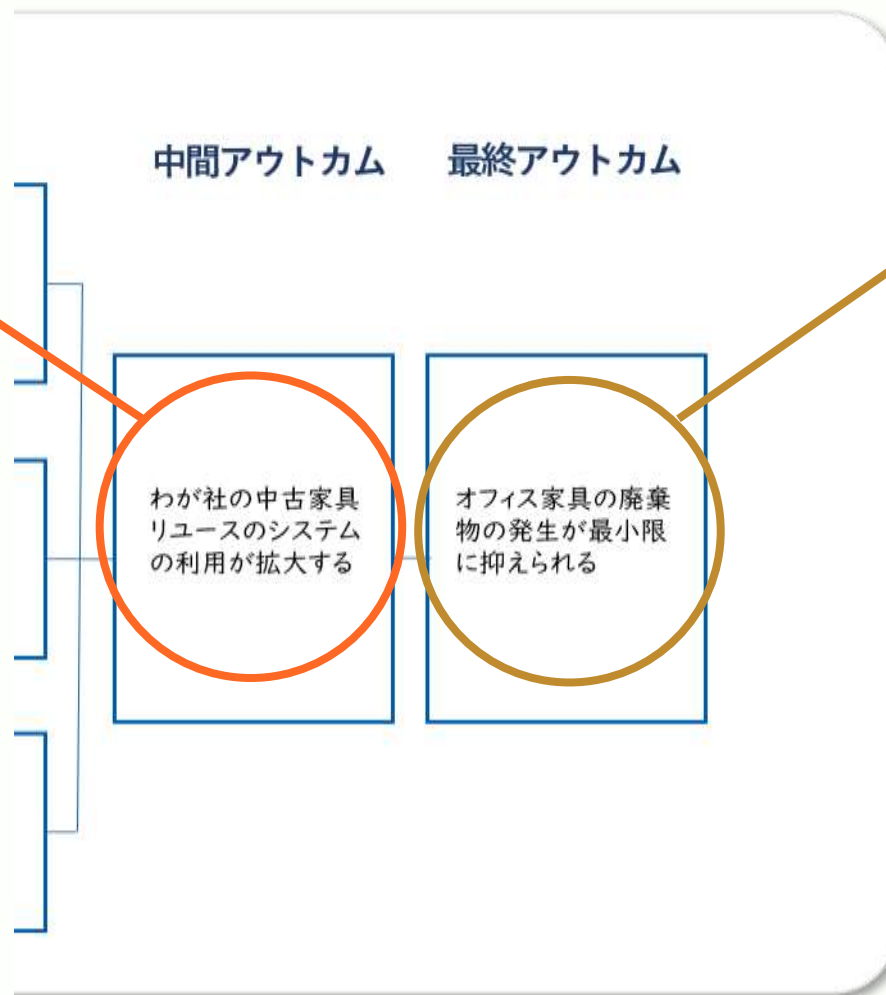 中間アウトカム
最終アウトカム
わが社の中古家具
リユースのシステム
の利用が拡大する
オフィス家具の廃棄
物の発生が最小限
に抑えられる